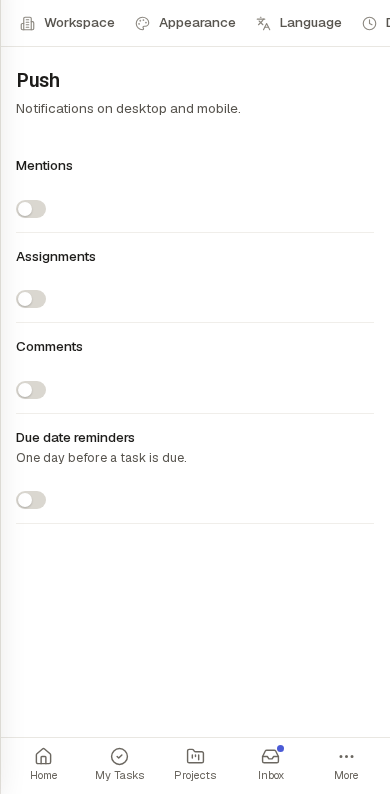 Workspace
Appearance
Language
Push
Notifications on desktop and mobile.
Mentions
Assignments
Comments
Due date reminders
One day before a task is due.
Home
My Tasks
Projects
Inbox
More